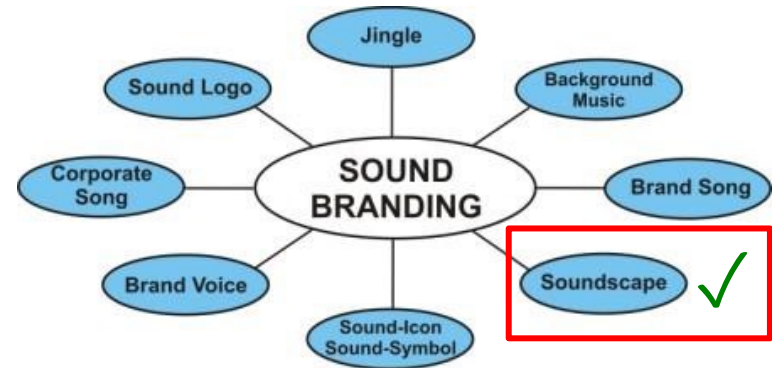 Jingle
Sound Logo
Background
Music
Corporate
Song
SOUND
BRANDING
Brand Song
Brand Voice
Soundscape
Sound-Icon
Sound-Symbol